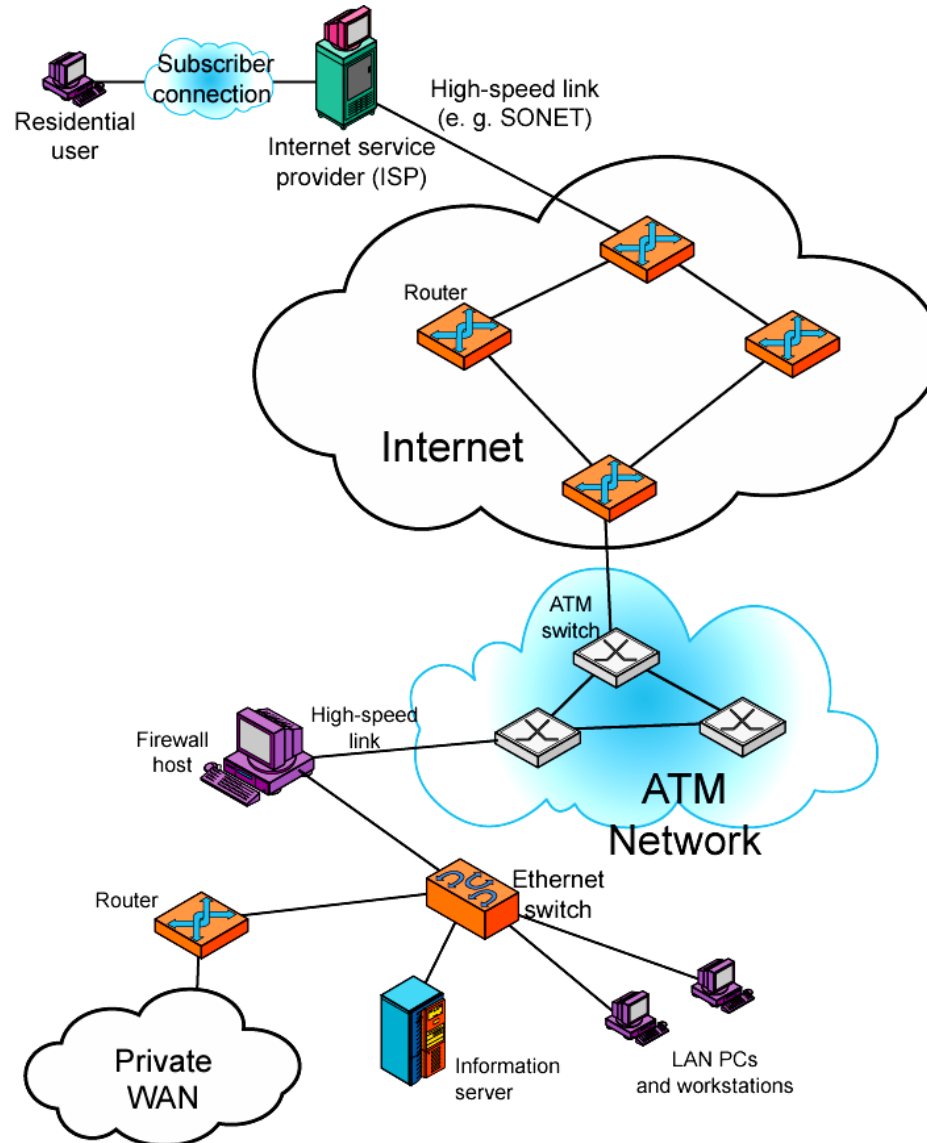 Subscriber
connection
Residential
user
Internet service
provider (ISP)
High-speed link
(e. g. SONET)
Router
Internet
ATM
switch
High-speed
link
Firewall
host
ATM
Network
Ethernet
switch
Router
Private
WAN
Information
server
LAN PCs
and workstations